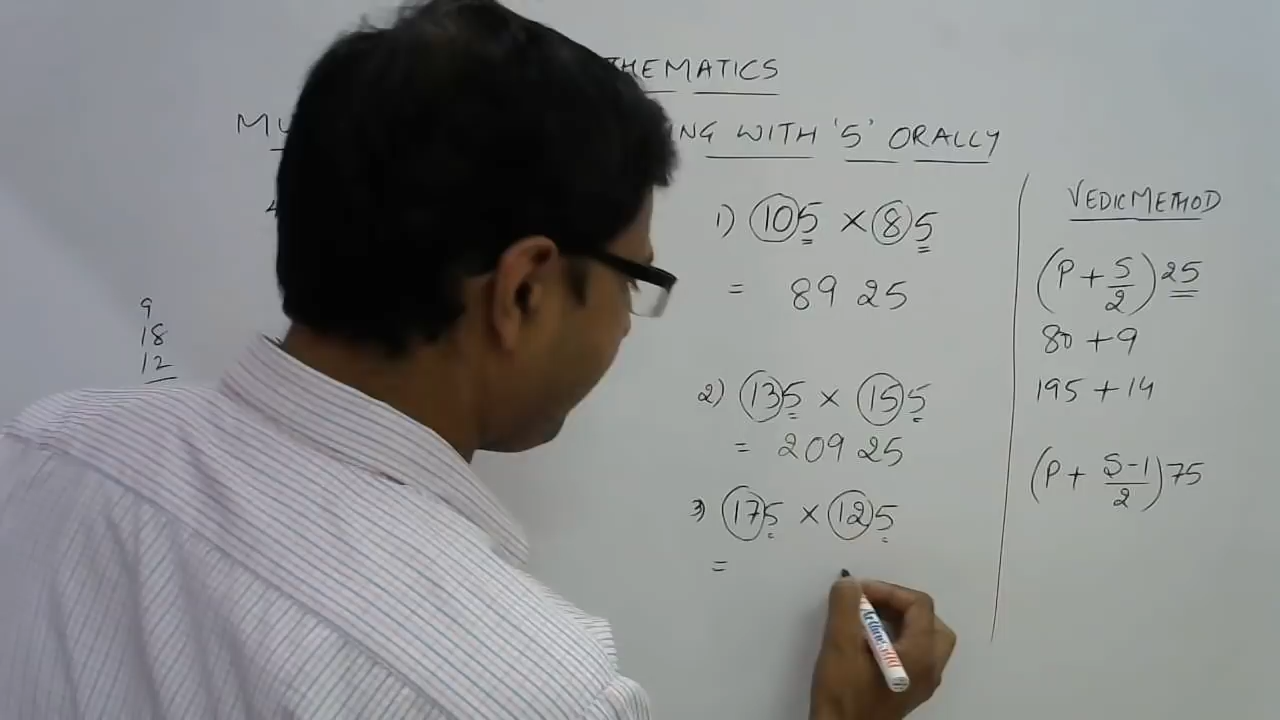 THEMATICS
MU NG WITH '5' ORALLY
9
18
12
1) 105 × 85
= 89 25
2) 135 × 155
= 209 25
3) 175 × 125
=
VEDIC METHOD
(P + S/2) 25
80 + 9
195 + 14
(P + S-1/2) 75